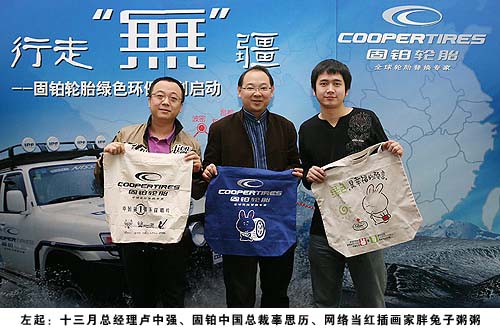 行走“無”疆
——固铂轮胎绿色环
划启动
COOPERTIRES
固铂轮胎
全球轮胎替换专家
COOPERTIRES
固铂轮胎
COOPERTIRES
固铂轮胎
左起：十三月总经理卢中强、固铂中国总裁辜思历、网络当红插画家胖兔子粥粥